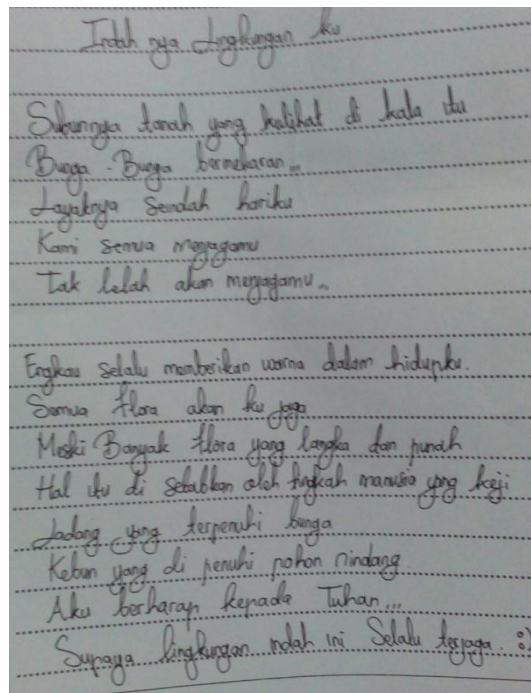 Indah nya Lingkungan ku
Suburnya tanah yang kulihat di kala itu
Bunga - Bunga bermekaran...
Layaknya Seindah hariku
Kami semua menjagamu
Tak lelah akan menjagamu...
Engkau selalu memberikan warna dalam hidupku.
Semua flora akan ku jaga
Meski Banyak flora yang langka dan punah
Hal itu di sebabkan oleh tingkah manusia yang keji
Ladang yang terpenuhi bunga
Kebun yang di penuhi pohon rindang.
Aku berharap kepada Tuhan...
Supaya lingkungan indah ini Selalu terjaga. :)